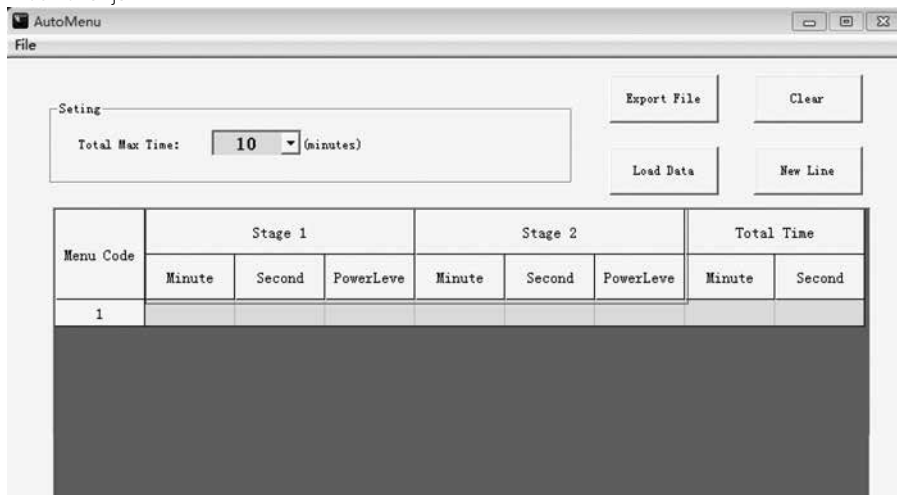 AutoMenu
File
Seting
Total Max Time: 10 (minutes)
Export File
Clear
Load Data
New Line
Menu Code
Stage 1
Stage 2
Total Time
Minute Second PowerLeve Minute Second PowerLeve Minute Second
1